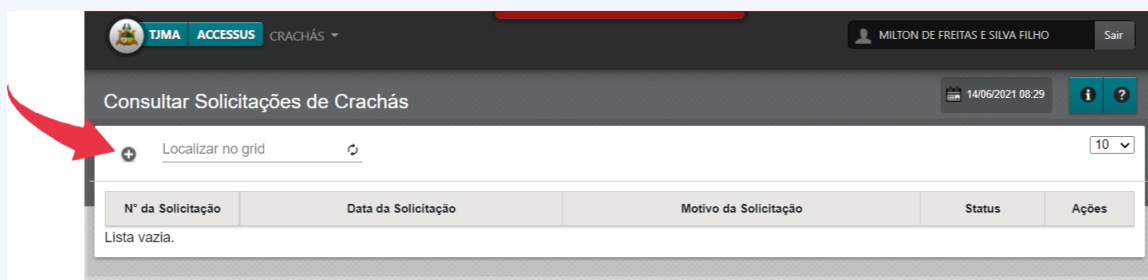 TJMA ACCESSUS CRACHÁS MILTON DE FREITAS E SILVA FILHO Sair
Consultar Solicitações de Crachás 14/06/2021 08:29
Localizar no grid 10
N° da Solicitação Data da Solicitação Motivo da Solicitação Status Ações
Lista vazia.